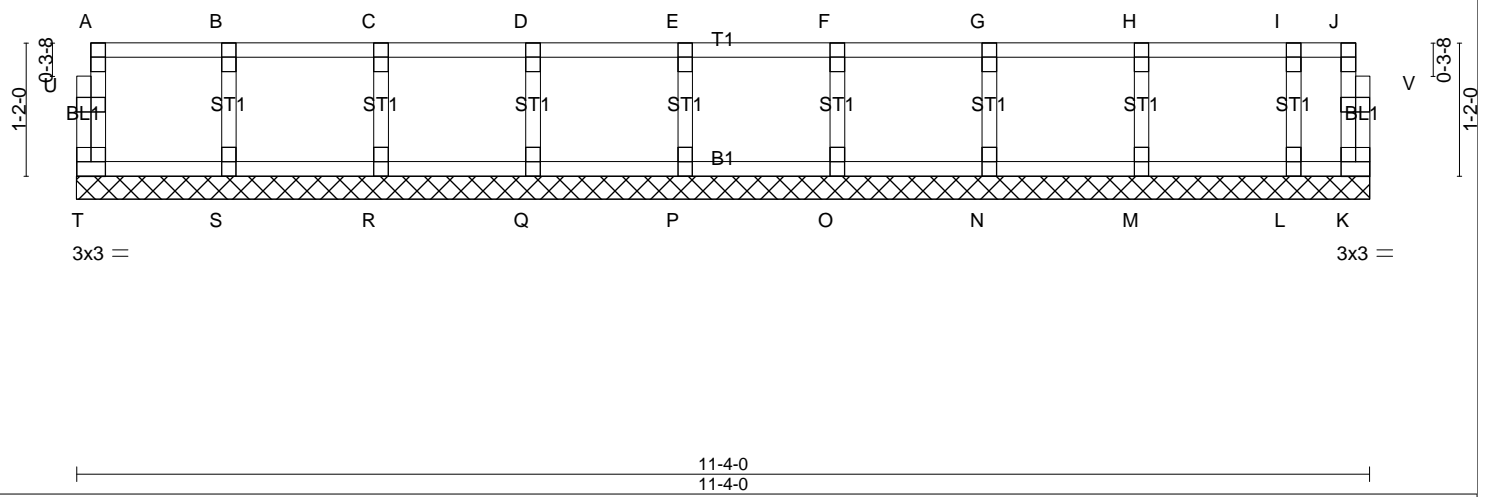 A B C D E F G H I J
T1
0-3-8 0-3-8
U V
1-2-0 1-2-0
BL1 ST1 ST1 ST1 ST1 ST1 ST1 ST1 ST1 BL1
B1
T S R Q P O N M L K
3x3 = 3x3 =
11-4-0
11-4-0